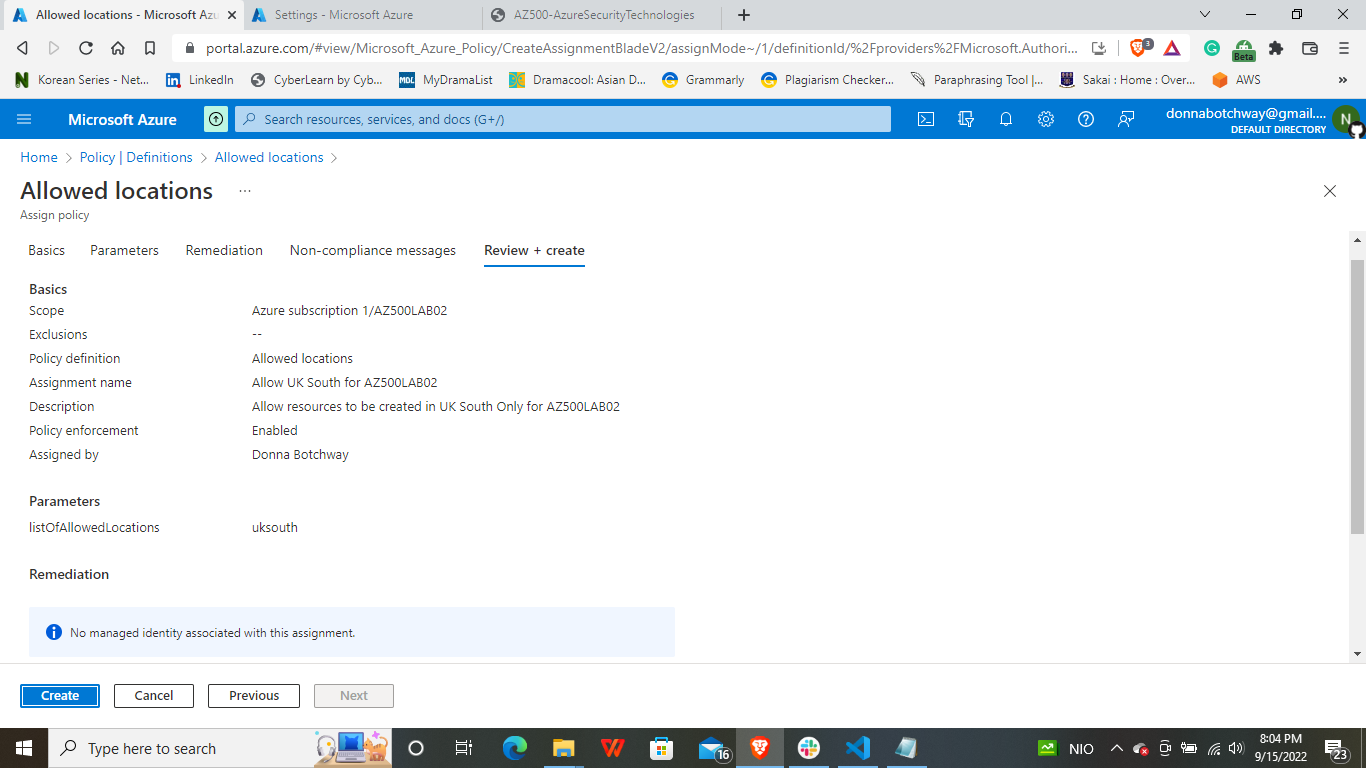 Allowed locations - Microsoft Azu
Settings - Microsoft Azure
AZ500-AzureSecurityTechnologies
portal.azure.com/#view/Microsoft_Azure_Policy/CreateAssignmentBladeV2/assignMode~/1/definitionId/%2Fproviders%2FMicrosoft.Authori...
3
Beta
Korean Series - Net...
LinkedIn
CyberLearn by Cyb...
MDL
MyDramaList
Dramacool: Asian D...
Grammarly
Plagiarism Checker...
Paraphrasing Tool |...
Sakai : Home : Over...
AWS
»
Microsoft Azure
Search resources, services, and docs (G+/)
donnabotchway@gmail....
DEFAULT DIRECTORY
N
Home > Policy | Definitions > Allowed locations >
Allowed locations ...
Assign policy
Basics Parameters Remediation Non-compliance messages Review + create
Basics
Scope Azure subscription 1/AZ500LAB02
Exclusions --
Policy definition Allowed locations
Assignment name Allow UK South for AZ500LAB02
Description Allow resources to be created in UK South Only for AZ500LAB02
Policy enforcement Enabled
Assigned by Donna Botchway
Parameters
listOfAllowedLocations uksouth
Remediation
No managed identity associated with this assignment.
Create Cancel Previous Next
Type here to search
16
NIO
8:04 PM
9/15/2022
23